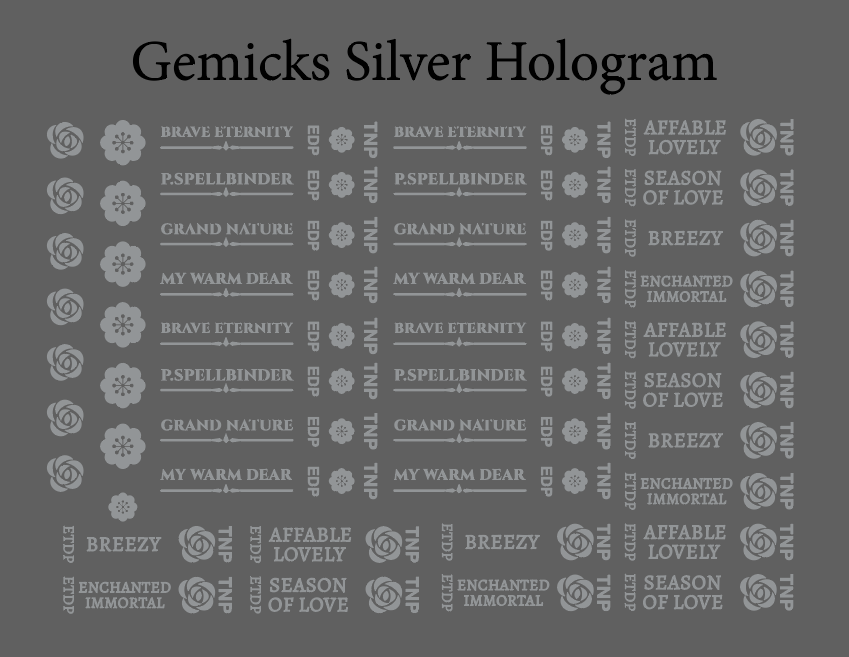 Gemicks Silver Hologram
BRAVE ETERNITY EDP TNP BRAVE ETERNITY EDP TNP ETDP AFFABLE LOVELY TNP
P.SPELLBINDER EDP TNP P.SPELLBINDER EDP TNP ETDP SEASON OF LOVE TNP
GRAND NATURE EDP TNP GRAND NATURE EDP TNP ETDP BREEZY TNP
MY WARM DEAR EDP TNP MY WARM DEAR EDP TNP ETDP ENCHANTED IMMORTAL TNP
BRAVE ETERNITY EDP TNP BRAVE ETERNITY EDP TNP ETDP AFFABLE LOVELY TNP
P.SPELLBINDER EDP TNP P.SPELLBINDER EDP TNP ETDP SEASON OF LOVE TNP
GRAND NATURE EDP TNP GRAND NATURE EDP TNP ETDP BREEZY TNP
MY WARM DEAR EDP TNP MY WARM DEAR EDP TNP ETDP ENCHANTED IMMORTAL TNP
ETDP BREEZY TNP ETDP AFFABLE LOVELY TNP ETDP BREEZY TNP ETDP AFFABLE LOVELY TNP
ETDP ENCHANTED IMMORTAL TNP ETDP SEASON OF LOVE TNP ETDP ENCHANTED IMMORTAL TNP ETDP SEASON OF LOVE TNP